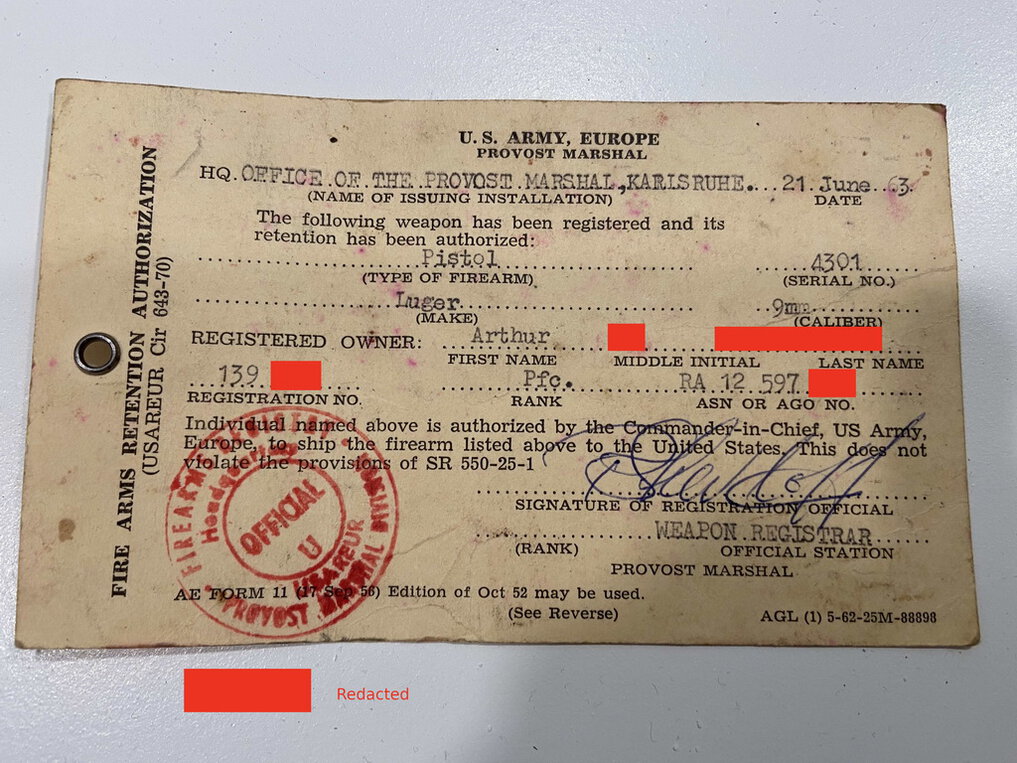 U. S. ARMY, EUROPE
PROVOST MARSHAL
HQ. OFFICE OF THE PROVOST MARSHAL, KARLSRUHE. 21 June 63.
(NAME OF ISSUING INSTALLATION) DATE
The following weapon has been registered and its
retention has been authorized:
Pistol 4301
(TYPE OF FIREARM) (SERIAL NO.)
Luger 9mm
(MAKE) (CALIBER)
REGISTERED OWNER: Arthur
FIRST NAME MIDDLE INITIAL LAST NAME
139 Pfc. RA 12 597
REGISTRATION NO. RANK ASN OR AGO NO.
Individual named above is authorized by the Commander-in-Chief, US Army,
Europe, to ship the firearm listed above to the United States. This does not
violate the provisions of SR 550-25-1
SIGNATURE OF REGISTRATION OFFICIAL
WEAPON REGISTRAR
(RANK) OFFICIAL STATION
PROVOST MARSHAL
AE FORM 11 (17 Sep 56) Edition of Oct 52 may be used.
(See Reverse) AGL (1) 5-62-25M-88898
FIRE ARMS RETENTION AUTHORIZATION
(USAREUR Cir 643-70)
FIREARMS
OFFICIAL
U
USAREUR
PROVOST MARSHAL
Redacted